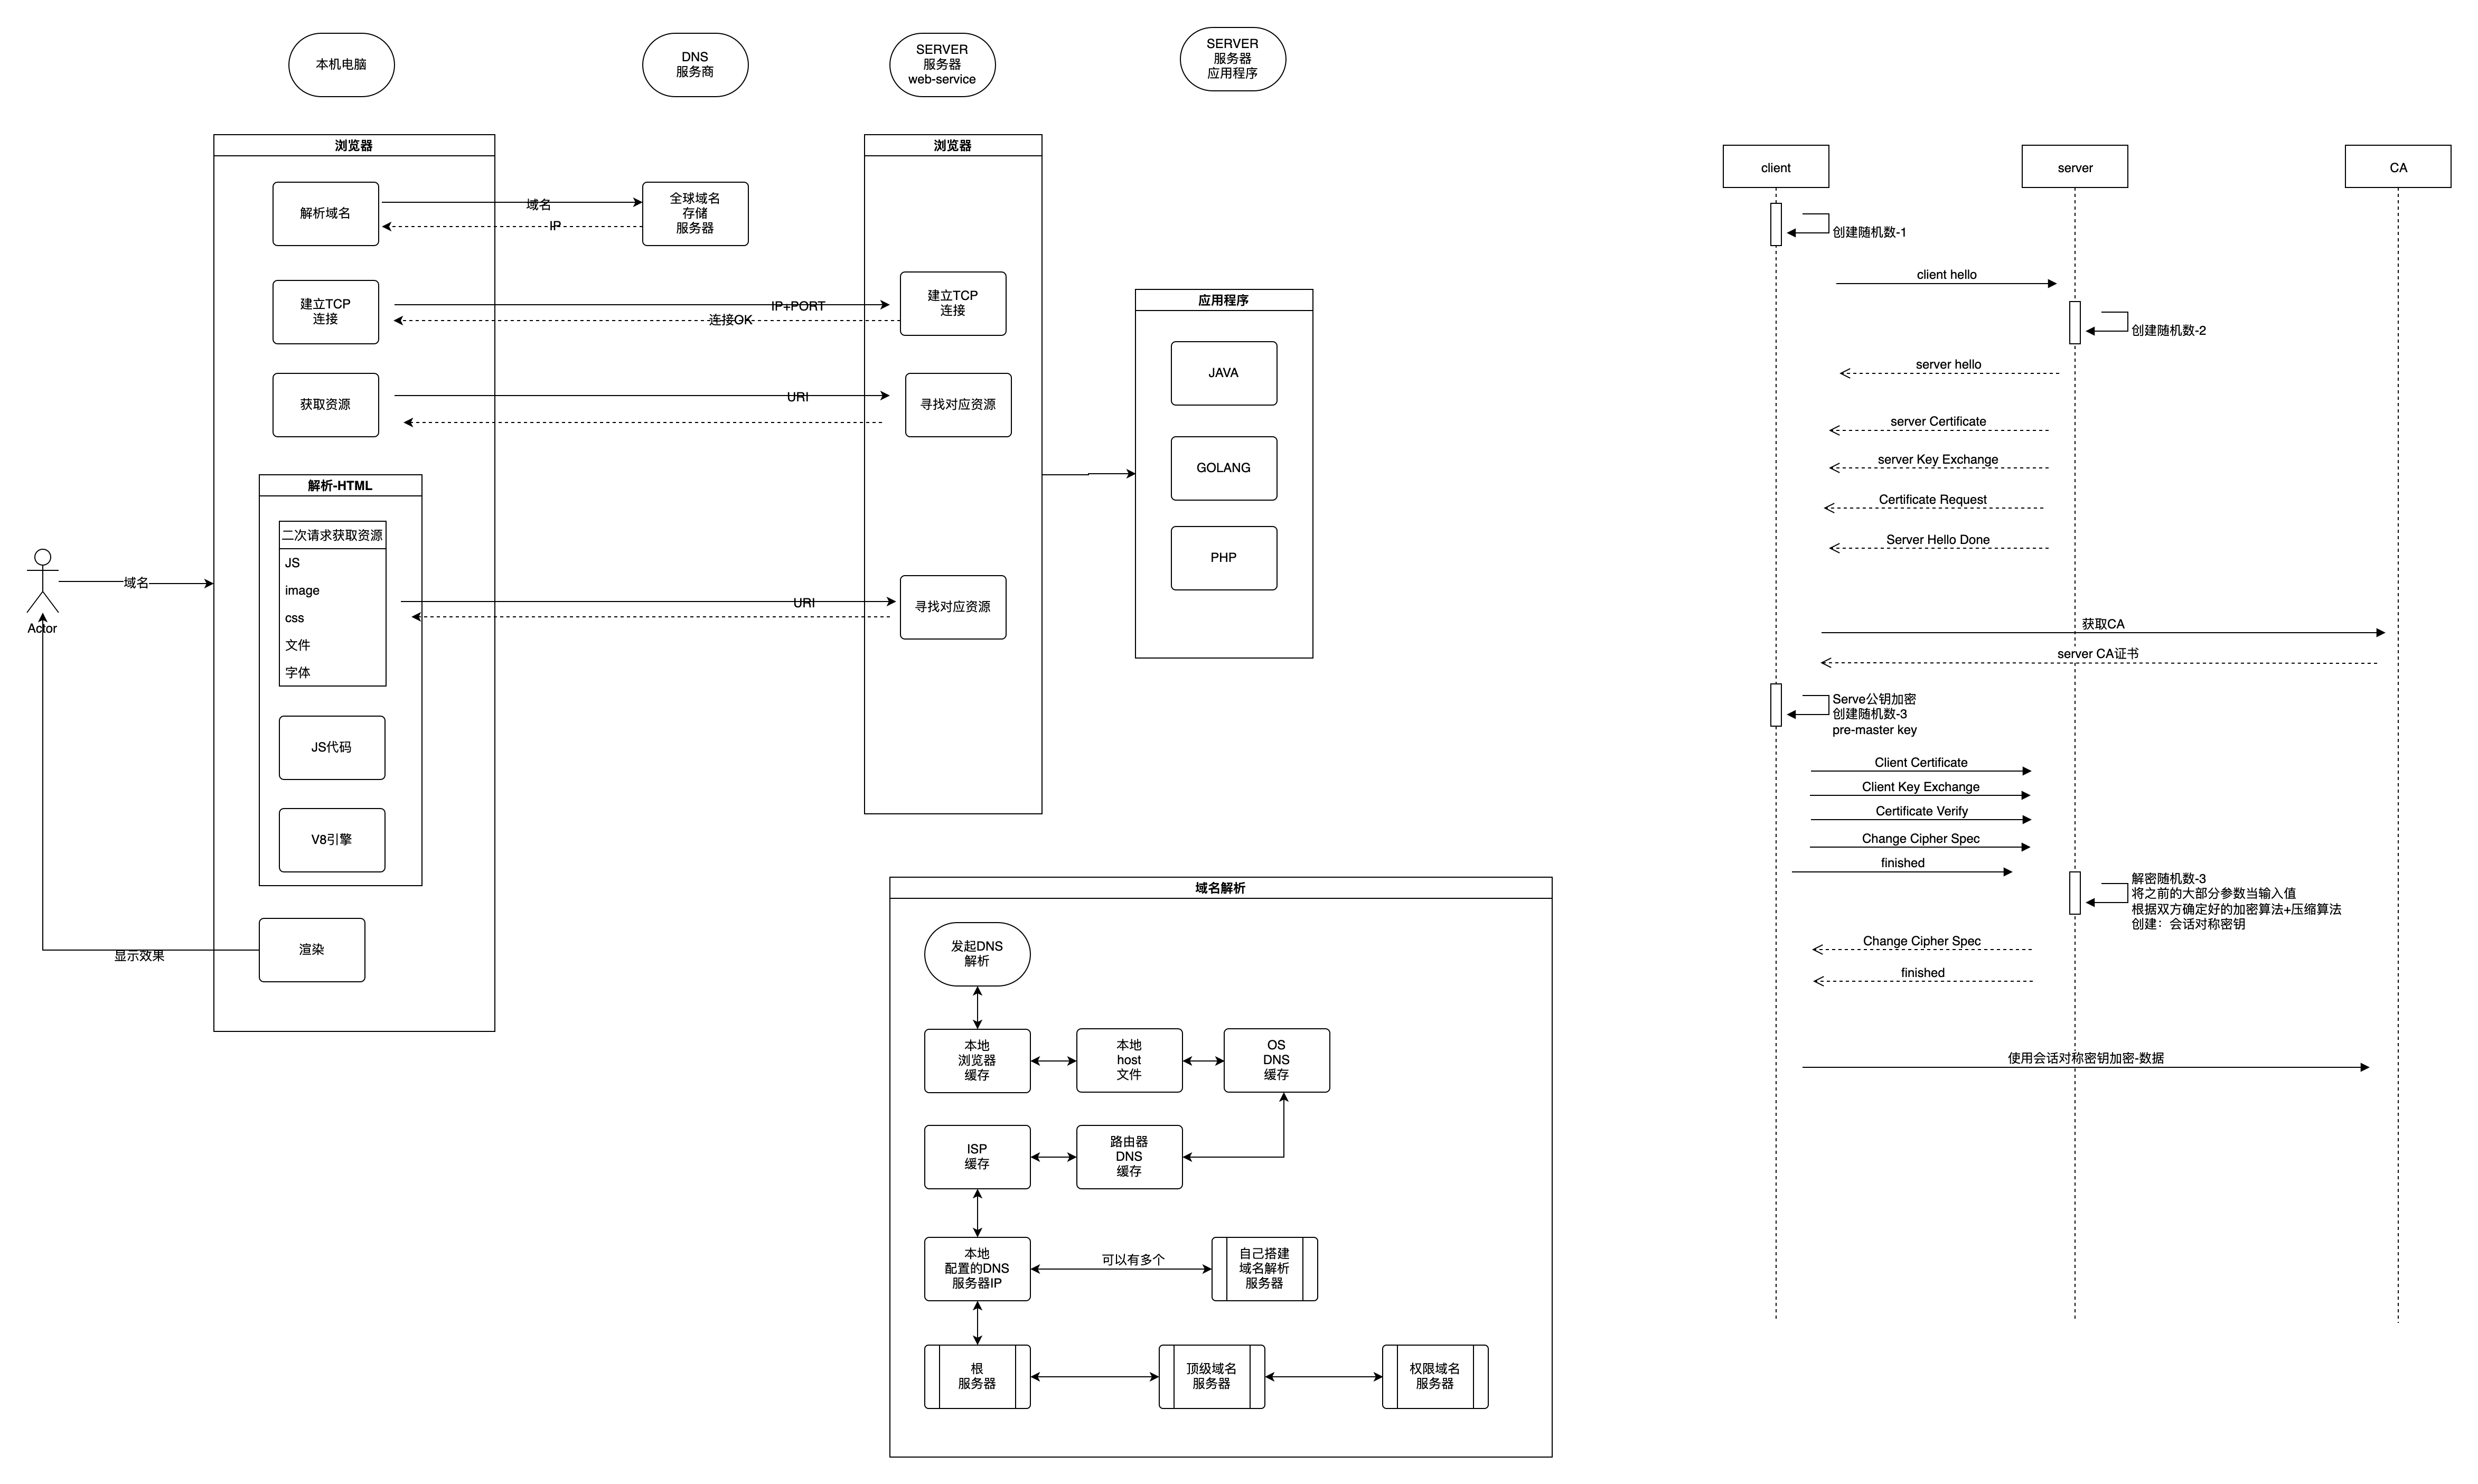 本机电脑
DNS
服务商
SERVER
服务器
web-service
SERVER
服务器
应用程序
浏览器
解析域名
域名
IP
全球域名
存储
服务器
建立TCP
连接
IP+PORT
连接OK
获取资源
URI
解析-HTML
二次请求获取资源
JS
image
css
文件
字体
URI
JS代码
V8引擎
渲染
域名
Actor
显示效果
浏览器
建立TCP
连接
寻找对应资源
寻找对应资源
应用程序
JAVA
GOLANG
PHP
域名解析
发起DNS
解析
本地
浏览器
缓存
本地
host
文件
OS
DNS
缓存
ISP
缓存
路由器
DNS
缓存
本地
配置的DNS
服务器IP
可以有多个
自己搭建
域名解析
服务器
根
服务器
顶级域名
服务器
权限域名
服务器
client
server
CA
创建随机数-1
client hello
创建随机数-2
server hello
server Certificate
server Key Exchange
Certificate Request
Server Hello Done
获取CA
server CA证书
Serve公钥加密
创建随机数-3
pre-master key
Client Certificate
Client Key Exchange
Certificate Verify
Change Cipher Spec
finished
解密随机数-3
将之前的大部分参数当输入值
根据双方确定好的加密算法+压缩算法
创建：会话对称密钥
Change Cipher Spec
finished
使用会话对称密钥加密-数据